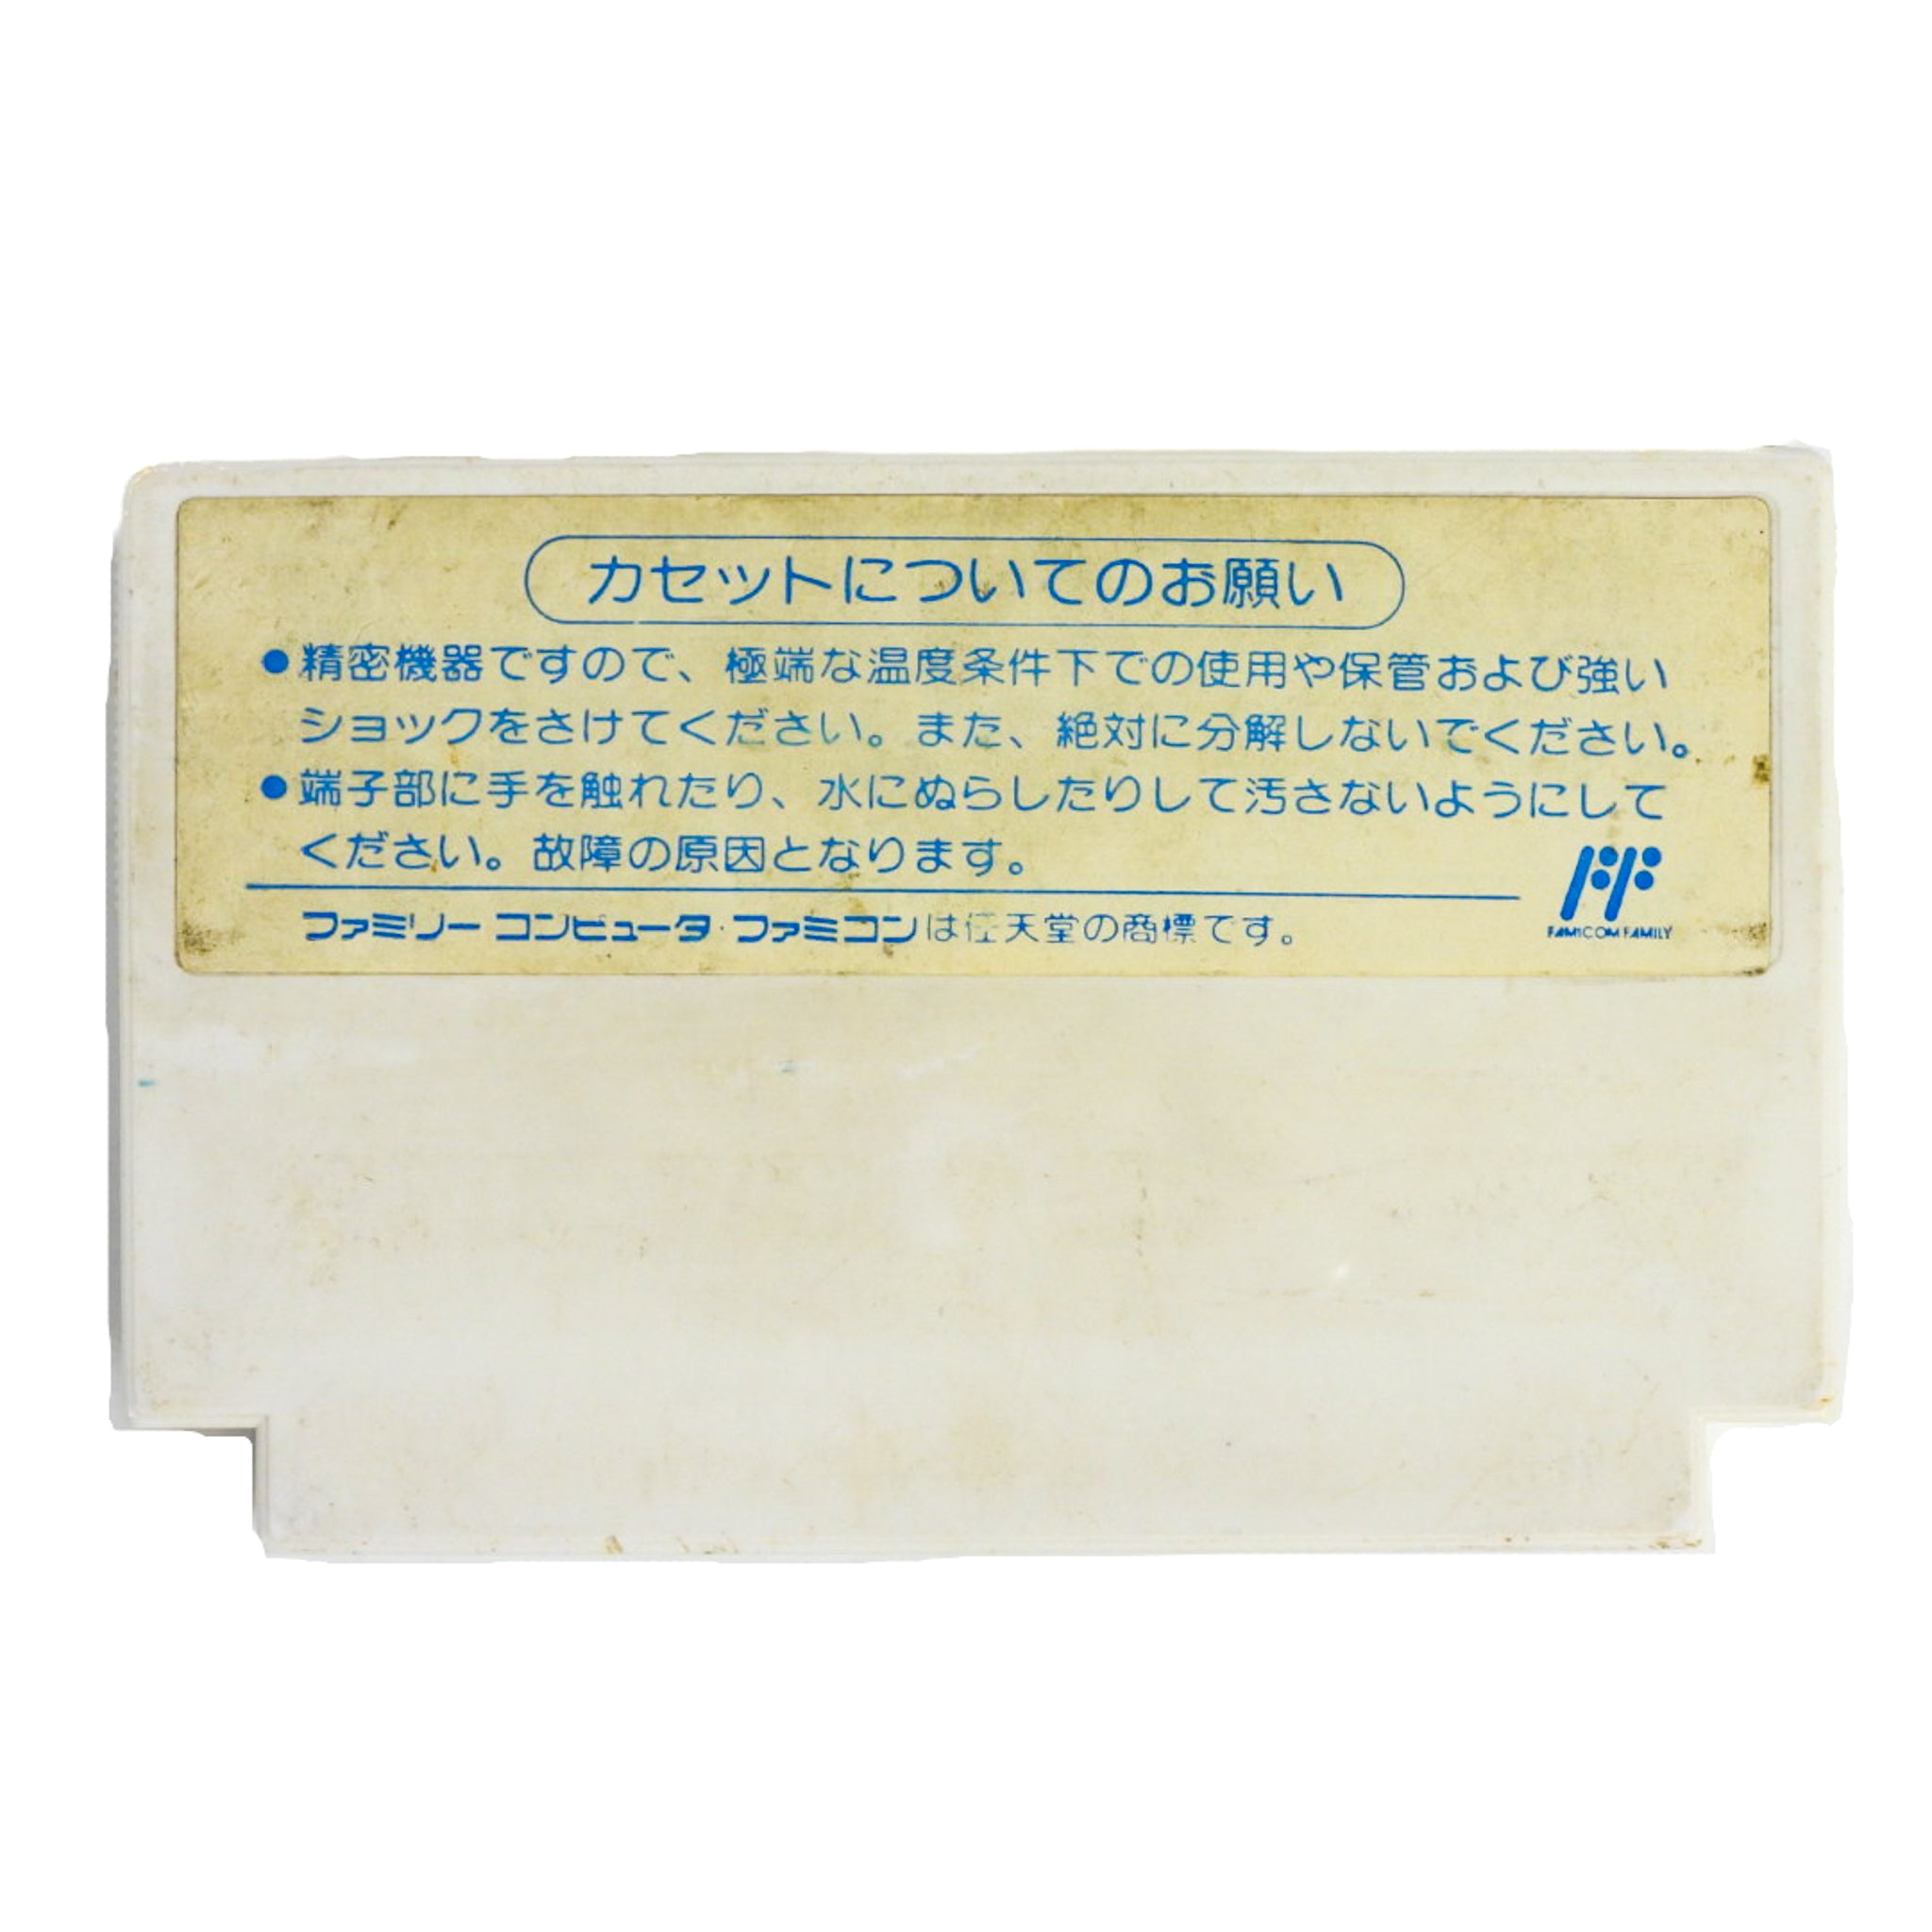 カセットについてのお願い
●精密機器ですので、極端な温度条件下での使用や保管および強い
ショックをさけてください。また、絶対に分解しないでください。
●端子部に手を触れたり、水にぬらしたりして汚さないようにして
ください。故障の原因となります。
ファミリーコンピュータ・ファミコンは任天堂の商標です。
FAMICOM FAMILY